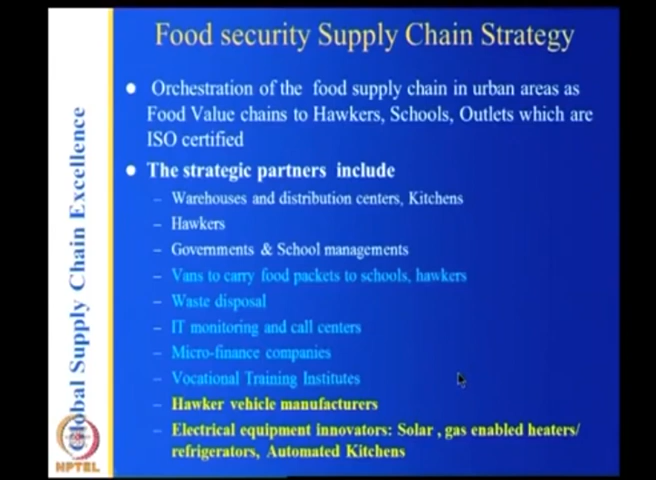 Food security Supply Chain Strategy
• Orchestration of the food supply chain in urban areas as
Food Value chains to Hawkers, Schools, Outlets which are
ISO certified
• The strategic partners include
– Warehouses and distribution centers, Kitchens
– Hawkers
– Governments & School managements
– Vans to carry food packets to schools, hawkers
– Waste disposal
– IT monitoring and call centers
– Micro-finance companies
– Vocational Training Institutes
– Hawker vehicle manufacturers
– Electrical equipment innovators: Solar , gas enabled heaters/
refrigerators, Automated Kitchens
Global Supply Chain Excellence
NPTEL